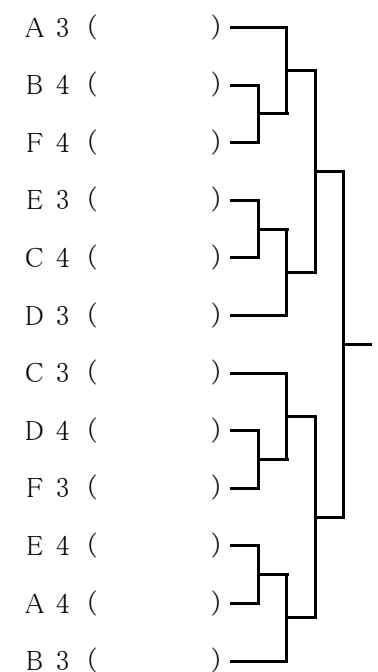 A 3 (        )
B 4 (        )
F 4 (        )
E 3 (        )
C 4 (        )
D 3 (        )
C 3 (        )
D 4 (        )
F 3 (        )
E 4 (        )
A 4 (        )
B 3 (        )